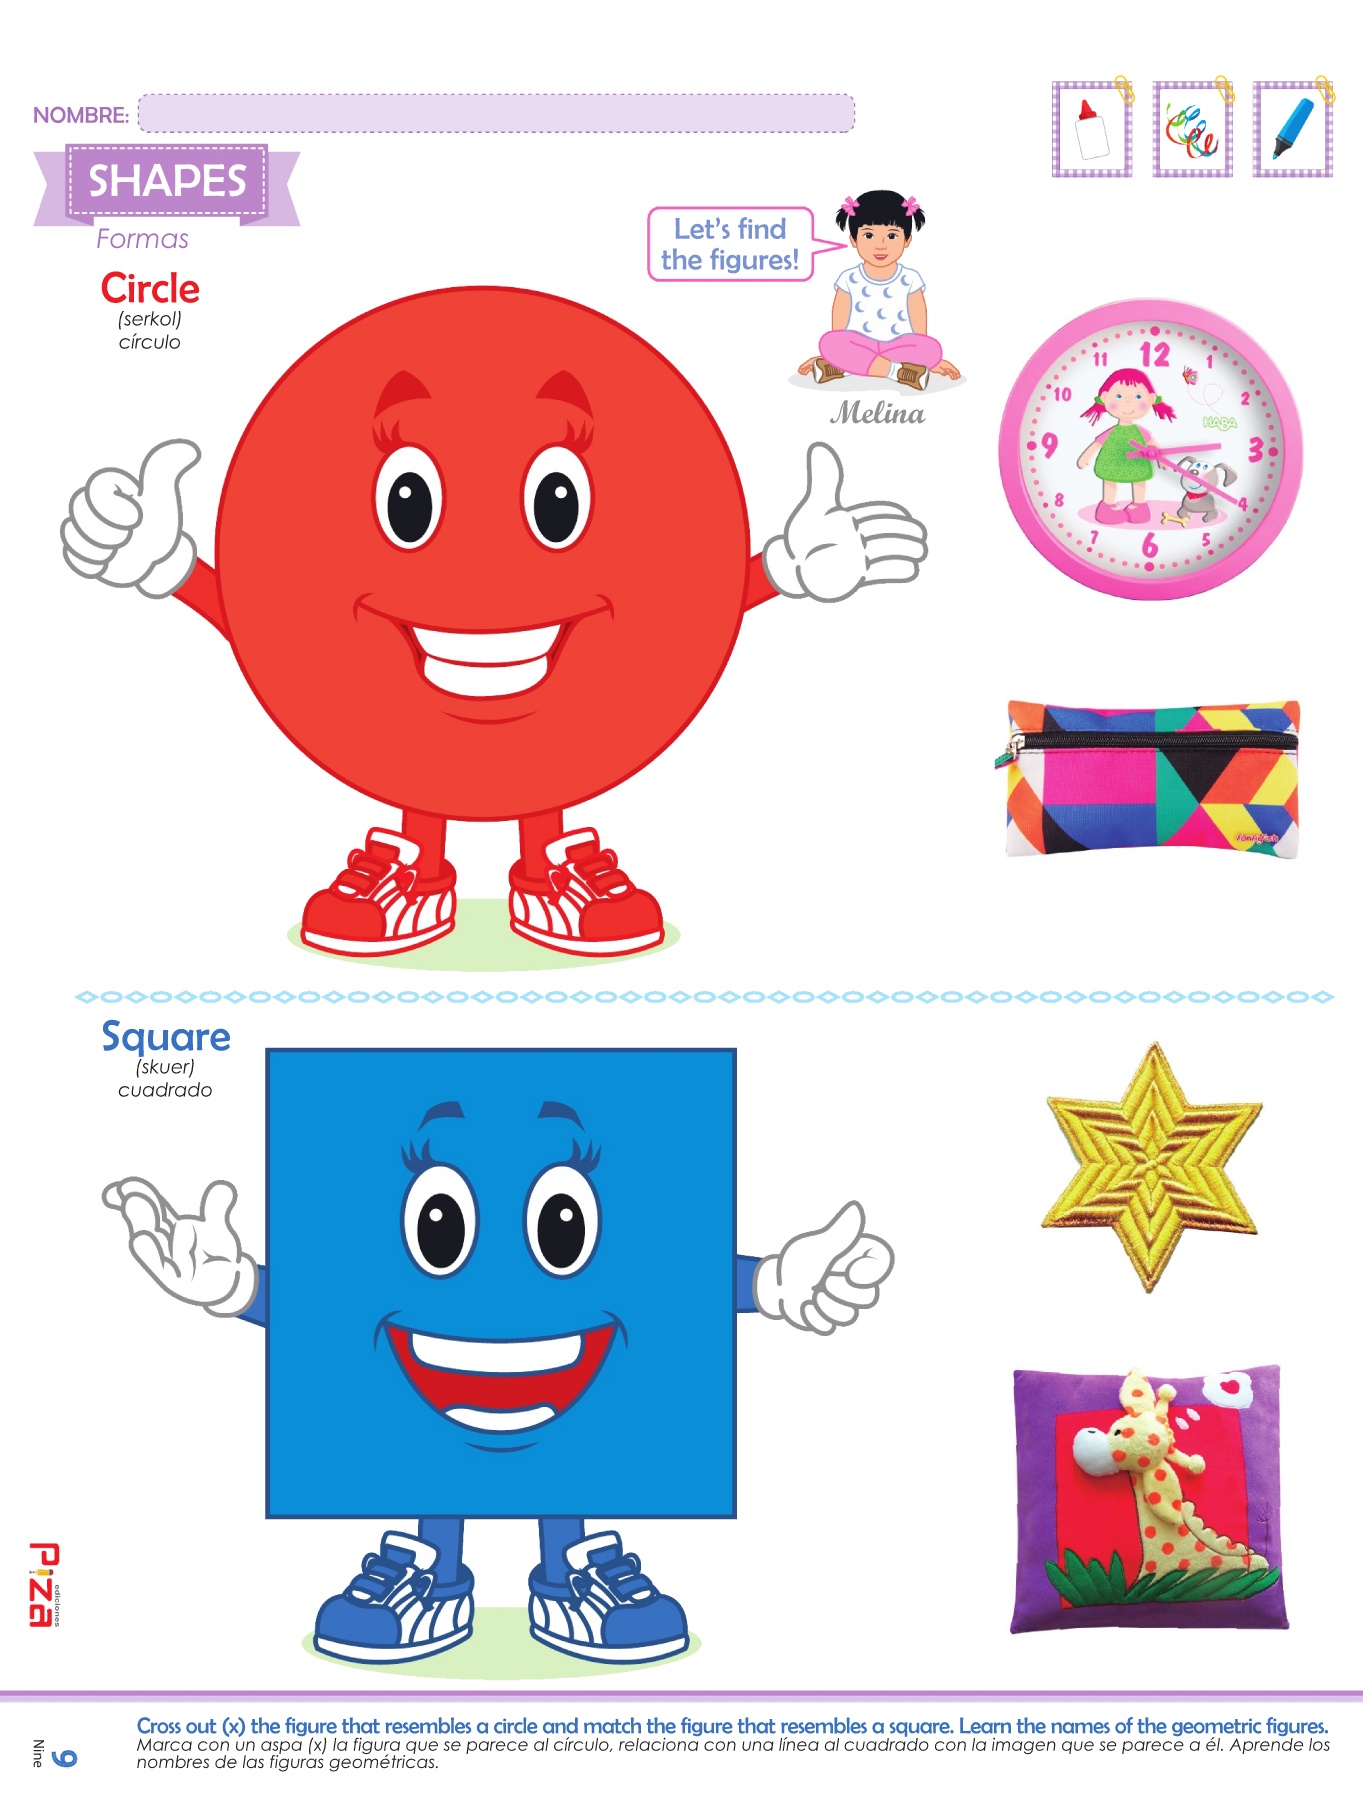 NOMBRE:
SHAPES
Formas
Let's find
the figures!
Melina
Circle
(serkol)
círculo
12
1
2
3
4
5
6
7
8
9
10
11
HABA
Square
(skuer)
cuadrado
Piza
ediciones
Nine
9
Cross out (x) the figure that resembles a circle and match the figure that resembles a square. Learn the names of the geometric figures.
Marca con un aspa (x) la figura que se parece al círculo, relaciona con una línea al cuadrado con la imagen que se parece a él. Aprende los
nombres de las figuras geométricas.